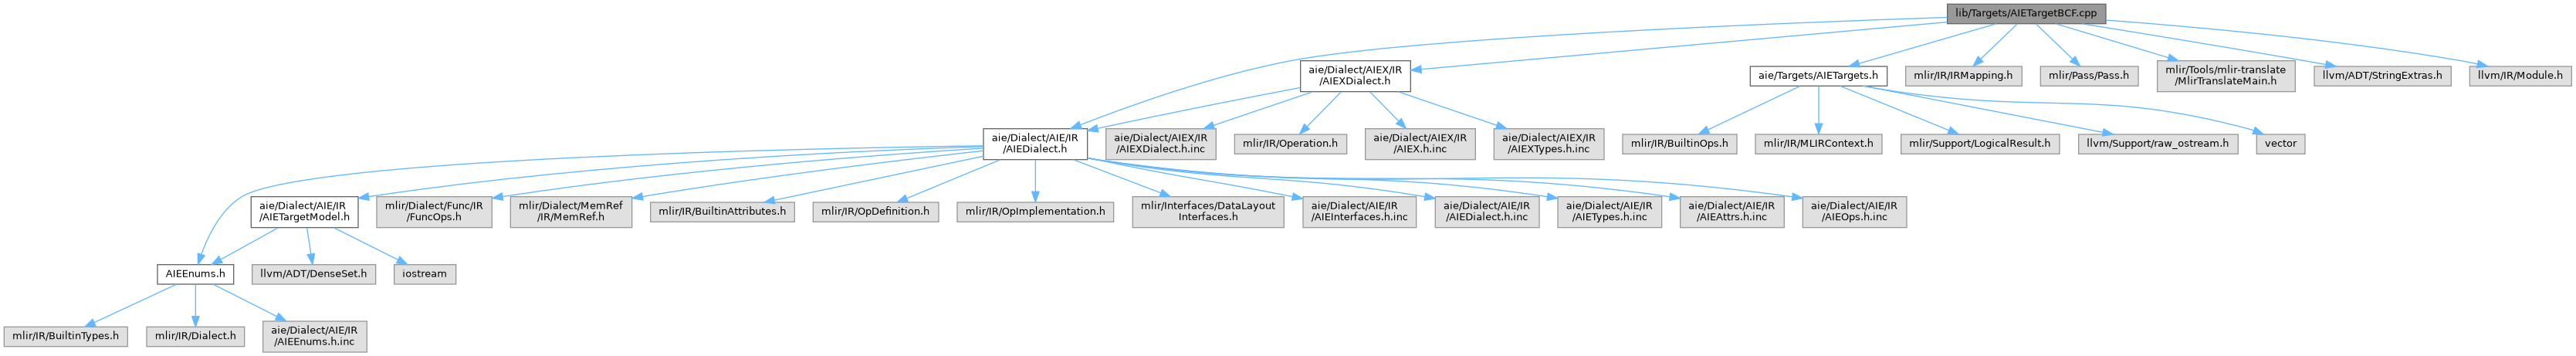 lib/Targets/AIETargetBCF.cpp
aie/Dialect/AIEX/IR
/AIEXDialect.h
aie/Targets/AIETargets.h
mlir/IR/IRMapping.h
mlir/Pass/Pass.h
mlir/Tools/mlir-translate
/MlirTranslateMain.h
llvm/ADT/StringExtras.h
llvm/IR/Module.h
aie/Dialect/AIE/IR
/AIEDialect.h
aie/Dialect/AIEX/IR
/AIEXDialect.h.inc
mlir/IR/Operation.h
aie/Dialect/AIEX/IR
/AIEX.h.inc
aie/Dialect/AIEX/IR
/AIEXTypes.h.inc
mlir/IR/BuiltinOps.h
mlir/IR/MLIRContext.h
mlir/Support/LogicalResult.h
llvm/Support/raw_ostream.h
vector
aie/Dialect/AIE/IR
/AIETargetModel.h
mlir/Dialect/Func/IR
/FuncOps.h
mlir/Dialect/MemRef
/IR/MemRef.h
mlir/IR/BuiltinAttributes.h
mlir/IR/OpDefinition.h
mlir/IR/OpImplementation.h
mlir/Interfaces/DataLayout
Interfaces.h
aie/Dialect/AIE/IR
/AIEInterfaces.h.inc
aie/Dialect/AIE/IR
/AIEDialect.h.inc
aie/Dialect/AIE/IR
/AIETypes.h.inc
aie/Dialect/AIE/IR
/AIEAttrs.h.inc
aie/Dialect/AIE/IR
/AIEOps.h.inc
AIEEnums.h
llvm/ADT/DenseSet.h
iostream
mlir/IR/BuiltinTypes.h
mlir/IR/Dialect.h
aie/Dialect/AIE/IR
/AIEEnums.h.inc